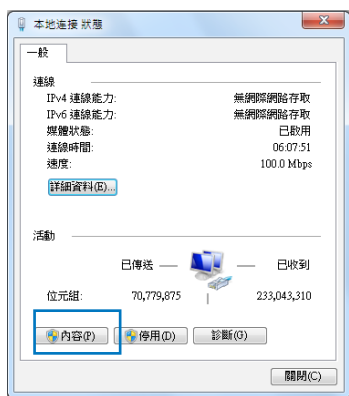 本地连接 狀態
一般
連線
IPv4 連線能力: 無網際網路存取
IPv6 連線能力: 無網際網路存取
媒體狀態: 已啟用
連線時間: 06:07:51
速度: 100.0 Mbps
詳細資料(E)...
活動
已傳送 — — 已收到
位元組: 70,779,875 | 233,043,310
內容(P) 停用(D) 診斷(G)
關閉(C)